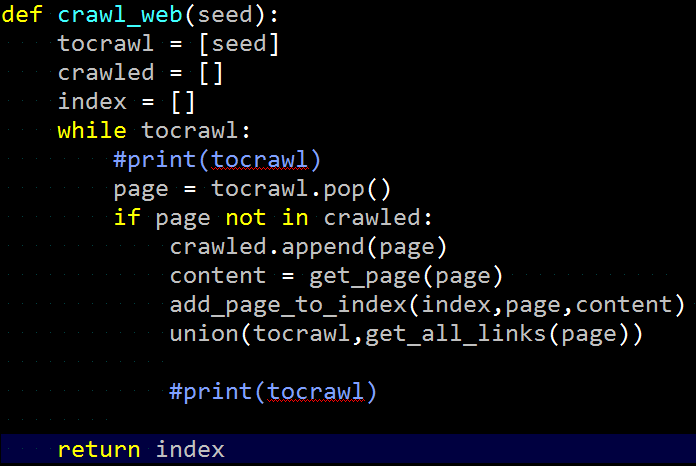 def crawl_web(seed):
    tocrawl = [seed]
    crawled = []
    index = []
    while tocrawl:
        #print(tocrawl)
        page = tocrawl.pop()
        if page not in crawled:
            crawled.append(page)
            content = get_page(page)
            add_page_to_index(index,page,content)
            union(tocrawl,get_all_links(page))
            #print(tocrawl)
    return index